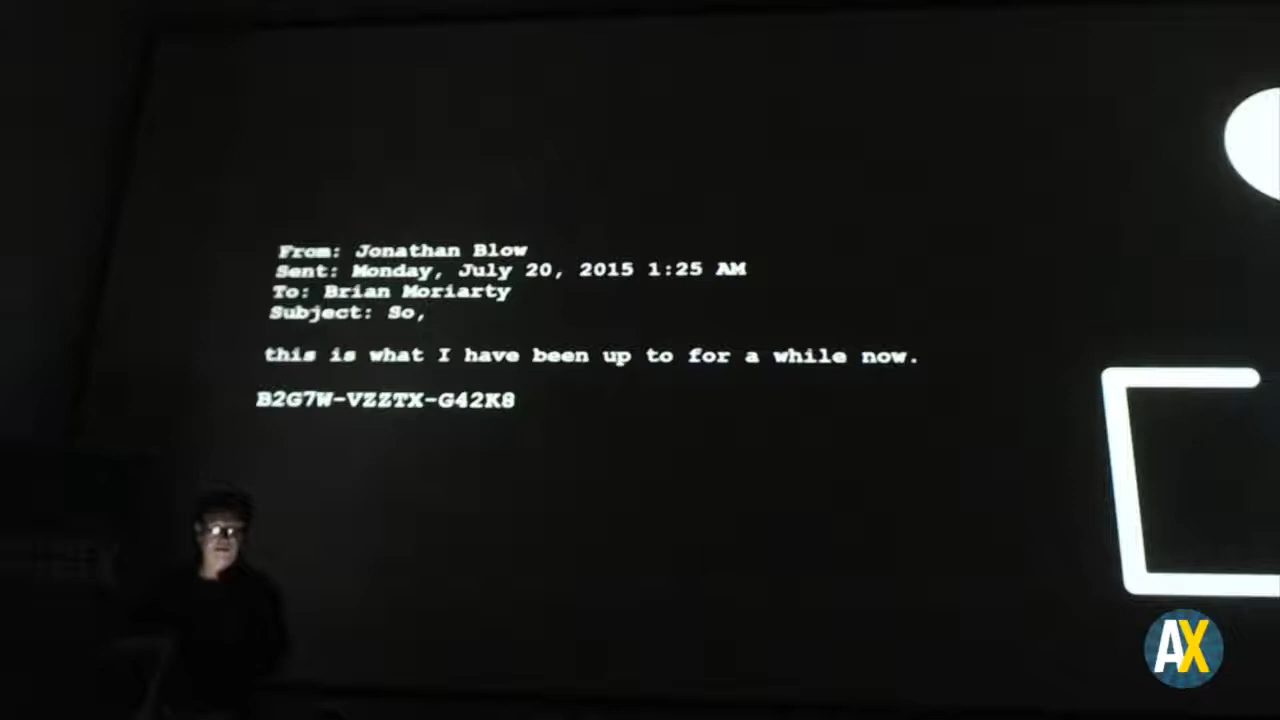 From: Jonathan Blow
Sent: Monday, July 20, 2015 1:25 AM
To: Brian Moriarty
Subject: So,
this is what I have been up to for a while now.
B2G7W-VZZTX-G42K8
AX